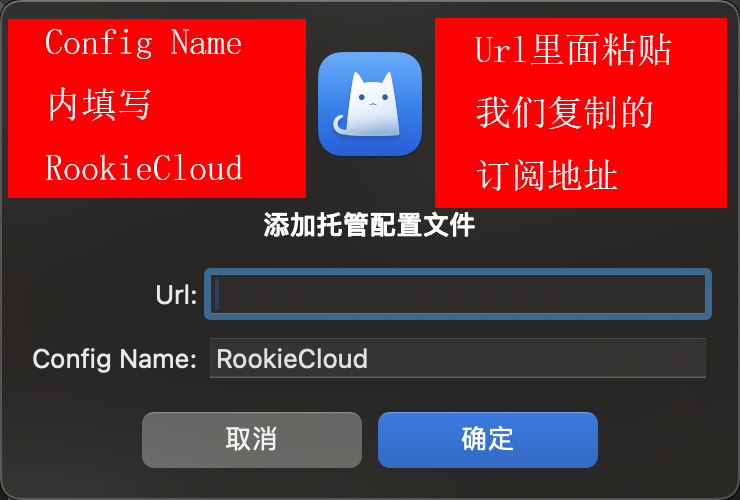 Config Name
内填写
RookieCloud
Url里面粘贴
我们复制的
订阅地址
添加托管配置文件
Url:
Config Name: RookieCloud
取消 确定